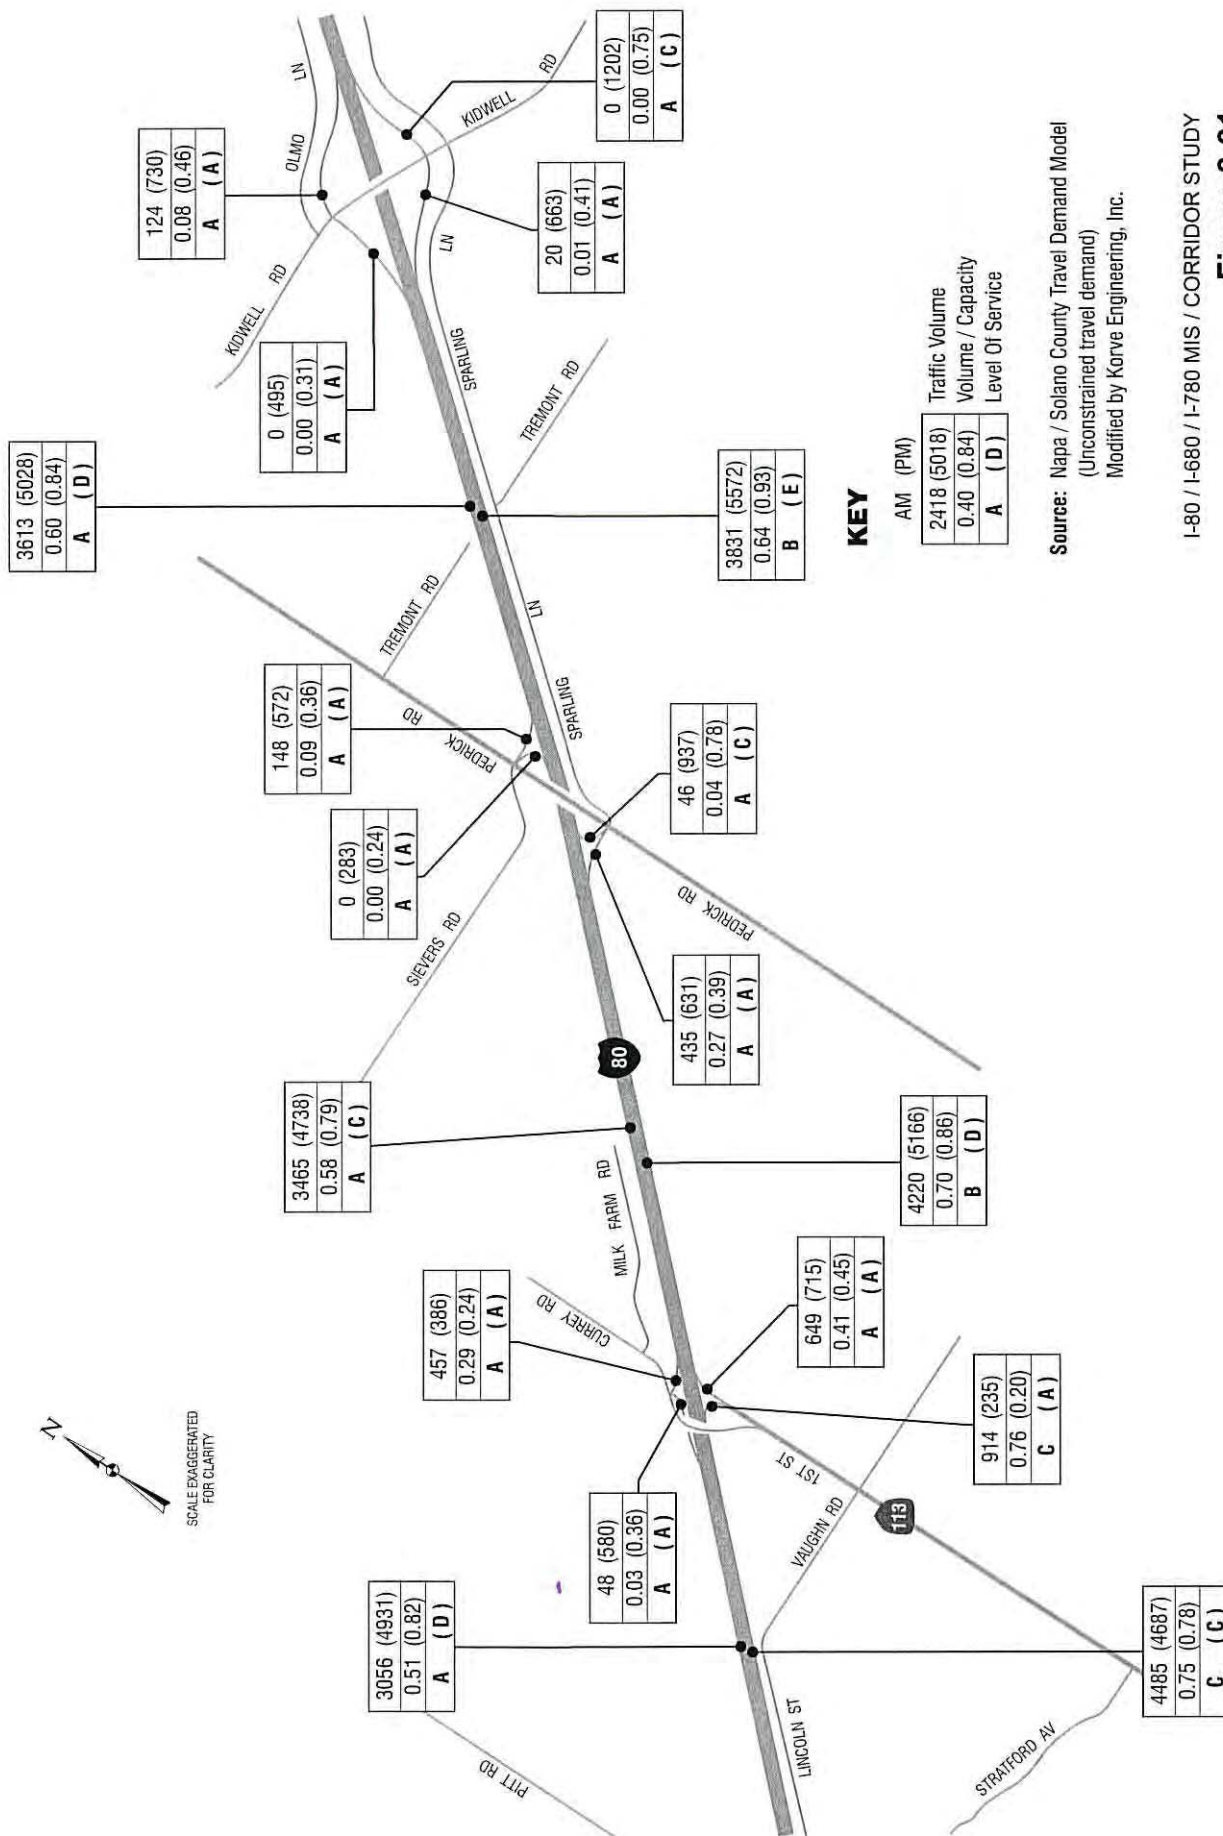 N
SCALE EXAGGERATED
FOR CLARITY
PITT RD
3056 (4931)
0.51 (0.82)
A (D)
48 (580)
0.03 (0.36)
A (A)
457 (386)
0.29 (0.24)
A (A)
CURREY RD
MILK FARM RD
3465 (4738)
0.58 (0.79)
A (C)
SIEVERS RD
0 (283)
0.00 (0.24)
A (A)
148 (572)
0.09 (0.36)
A (A)
PEDRICK RD
TREMONT RD
3613 (5028)
0.60 (0.84)
A (D)
0 (495)
0.00 (0.31)
A (A)
KIDWELL RD
124 (730)
0.08 (0.46)
A (A)
OLMO LN
LINCOLN ST
STRATFORD AV
4485 (4687)
0.75 (0.78)
C (C)
VAUGHN RD
113
1ST ST
914 (235)
0.76 (0.20)
C (A)
649 (715)
0.41 (0.45)
A (A)
4220 (5166)
0.70 (0.86)
B (D)
80
435 (631)
0.27 (0.39)
A (A)
PEDRICK RD
46 (937)
0.04 (0.78)
A (C)
SPARLING LN
3831 (5572)
0.64 (0.93)
B (E)
TREMONT RD
SPARLING LN
20 (663)
0.01 (0.41)
A (A)
0 (1202)
0.00 (0.75)
A (C)
KIDWELL RD
KEY
AM (PM)
2418 (5018) Traffic Volume
0.40 (0.84) Volume / Capacity
A (D) Level Of Service
Source: Napa / Solano County Travel Demand Model
(Unconstrained travel demand)
Modified by Korve Engineering, Inc.
I-80 / I-680 / I-780 MIS / CORRIDOR STUDY